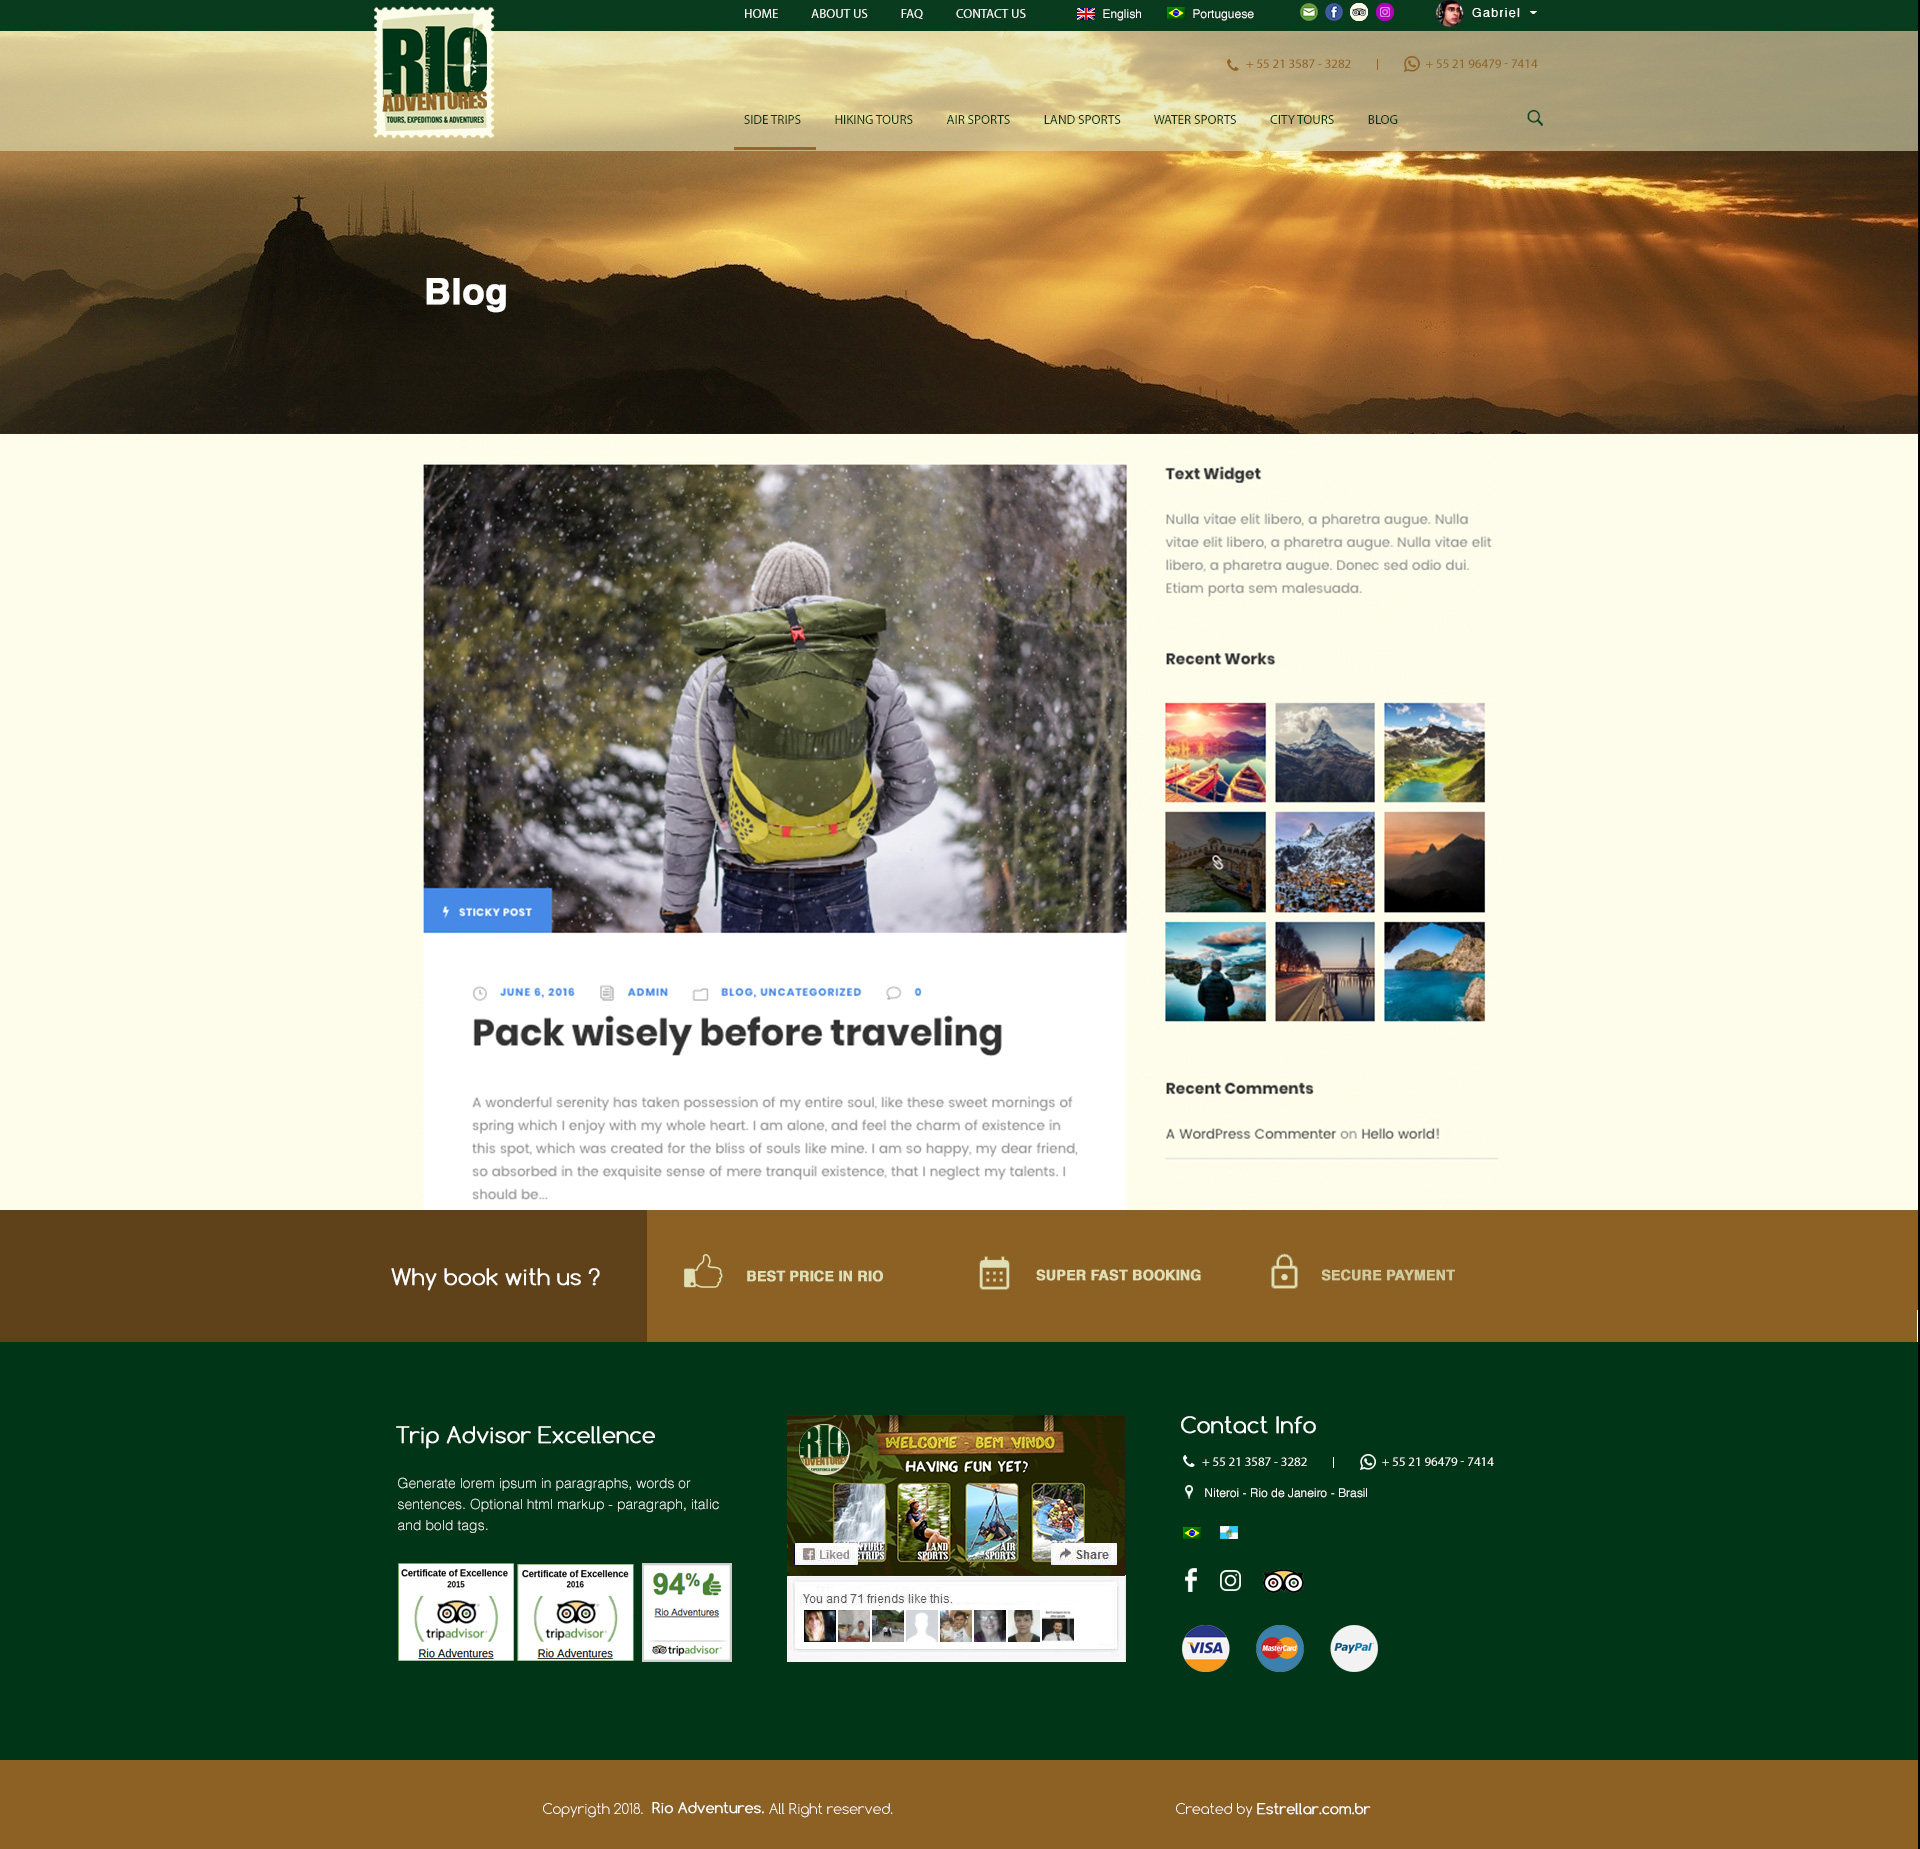 HOME ABOUT US FAQ CONTACT US English Portuguese Gabriel
RIO
ADVENTURES
TOURS, EXPEDITIONS & ADVENTURES
+ 55 21 3587 - 3282 | + 55 21 96479 - 7414
SIDE TRIPS HIKING TOURS AIR SPORTS LAND SPORTS WATER SPORTS CITY TOURS BLOG
Blog
STICKY POST
JUNE 6, 2016 ADMIN BLOG, UNCATEGORIZED 0
Pack wisely before traveling
A wonderful serenity has taken possession of my entire soul, like these sweet mornings of
spring which I enjoy with my whole heart. I am alone, and feel the charm of existence in
this spot, which was created for the bliss of souls like mine. I am so happy, my dear friend,
so absorbed in the exquisite sense of mere tranquil existence, that I neglect my talents. I
should be...
Text Widget
Nulla vitae elit libero, a pharetra augue. Nulla
vitae elit libero, a pharetra augue. Nulla vitae elit
libero, a pharetra augue. Donec sed odio dui.
Etiam porta sem malesuada.
Recent Works
Recent Comments
A WordPress Commenter on Hello world!
Why book with us ?
BEST PRICE IN RIO
SUPER FAST BOOKING
SECURE PAYMENT
Trip Advisor Excellence
Generate lorem ipsum in paragraphs, words or
sentences. Optional html markup - paragraph, italic
and bold tags.
Certificate of Excellence
2015
tripadvisor
Rio Adventures
Certificate of Excellence
2016
tripadvisor
Rio Adventures
94%
Rio Adventures
tripadvisor
RIO
ADVENTURE
WELCOME - BEM VINDO
HAVING FUN YET?
LAND
SPORTS
AIR
SPORTS
Liked
Share
You and 71 friends like this.
Contact Info
+ 55 21 3587 - 3282 | + 55 21 96479 - 7414
Niteroi - Rio de Janeiro - Brasil
VISA
MasterCard
PayPal
Copyrigth 2018. Rio Adventures. All Right reserved.
Created by Estrellar.com.br